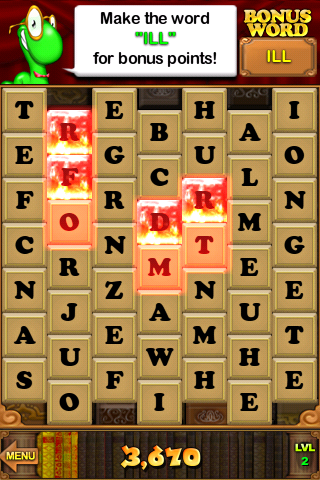 Make the word
"ILL"
for bonus points!
BONUS
WORD
ILL
T E H I
R B A
E G U O
F C L
F R R N
O D M
C N T G
R M E
N Z N E
J A U
A E M T
U W H
S F H E
O I E
MENU
3,670
LVL
2